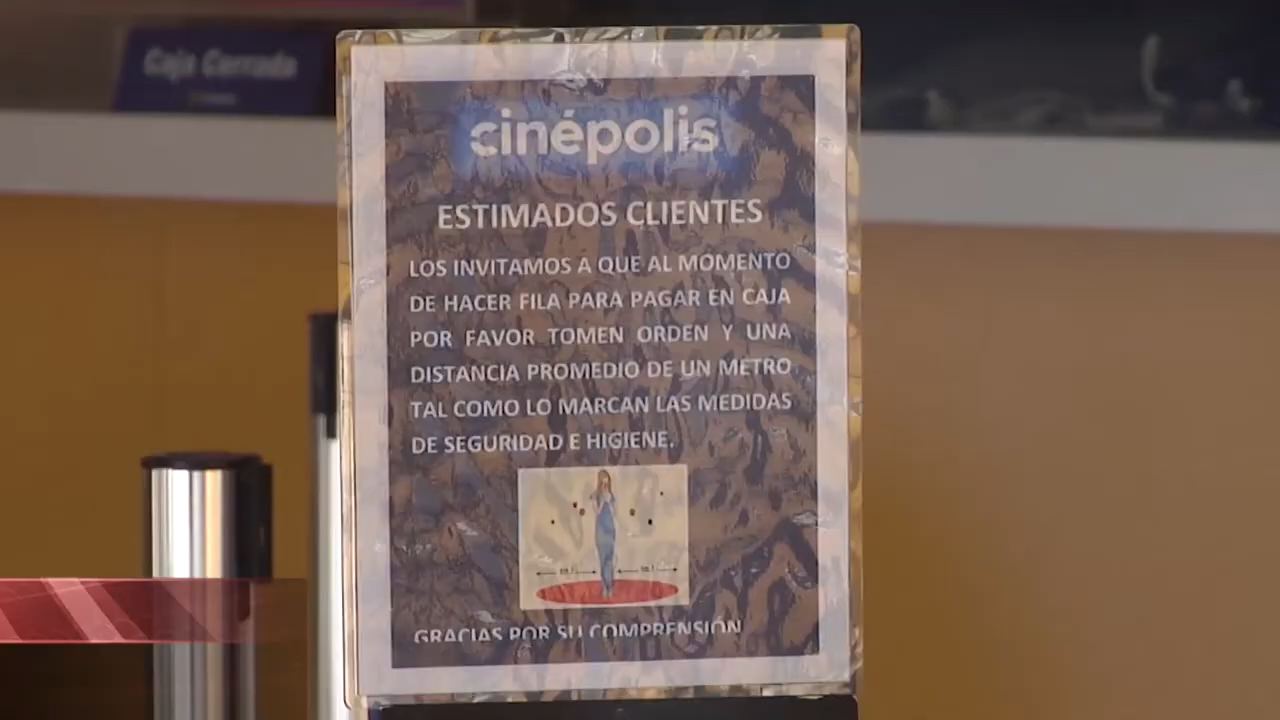 Caja Cerrada
cinépolis
ESTIMADOS CLIENTES
LOS INVITAMOS A QUE AL MOMENTO
DE HACER FILA PARA PAGAR EN CAJA
POR FAVOR TOMEN ORDEN Y UNA
DISTANCIA PROMEDIO DE UN METRO
TAL COMO LO MARCAN LAS MEDIDAS
DE SEGURIDAD E HIGIENE.
GRACIAS POR SU COMPRENSIÓN